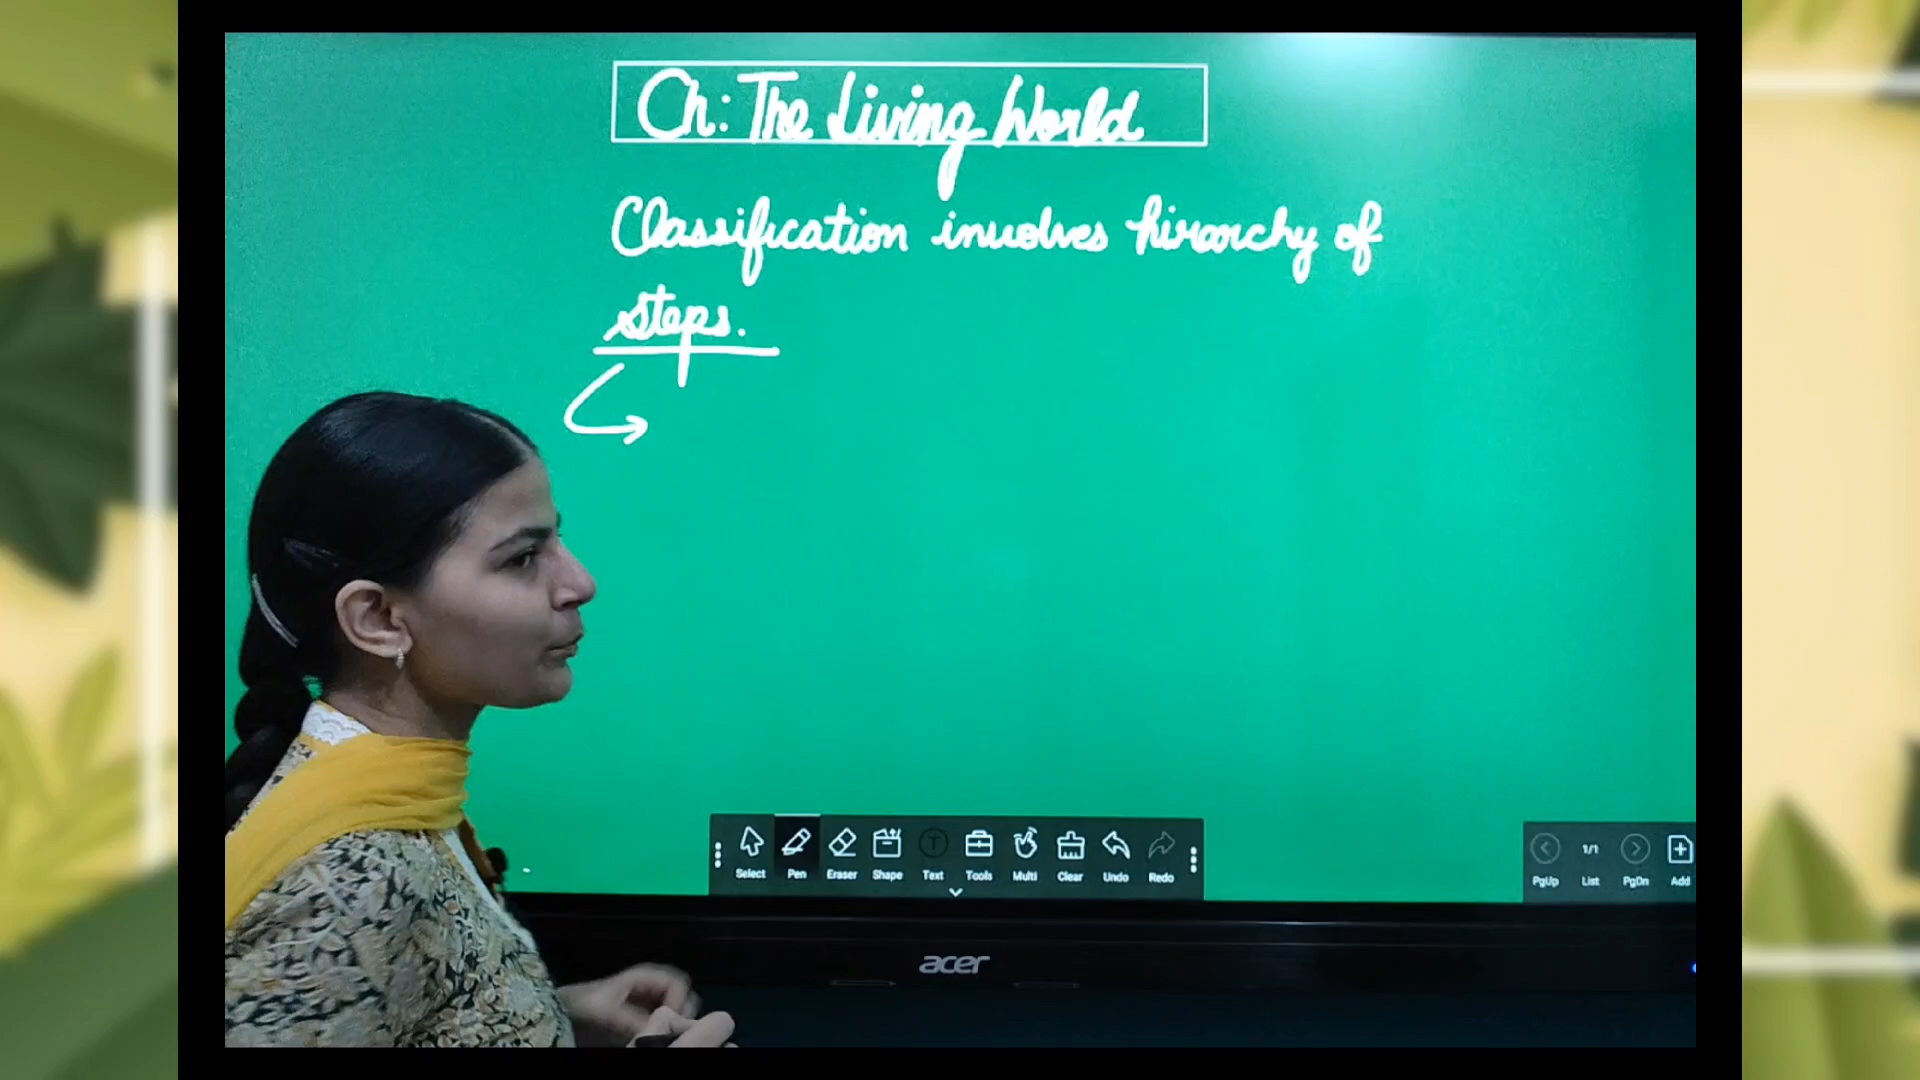 Ch: The Living World
Classification involves hirarchy of
steps.
Select Pen Eraser Shape Text Tools Multi Clear Undo Redo
1/1
PgUp List PgDn Add
acer